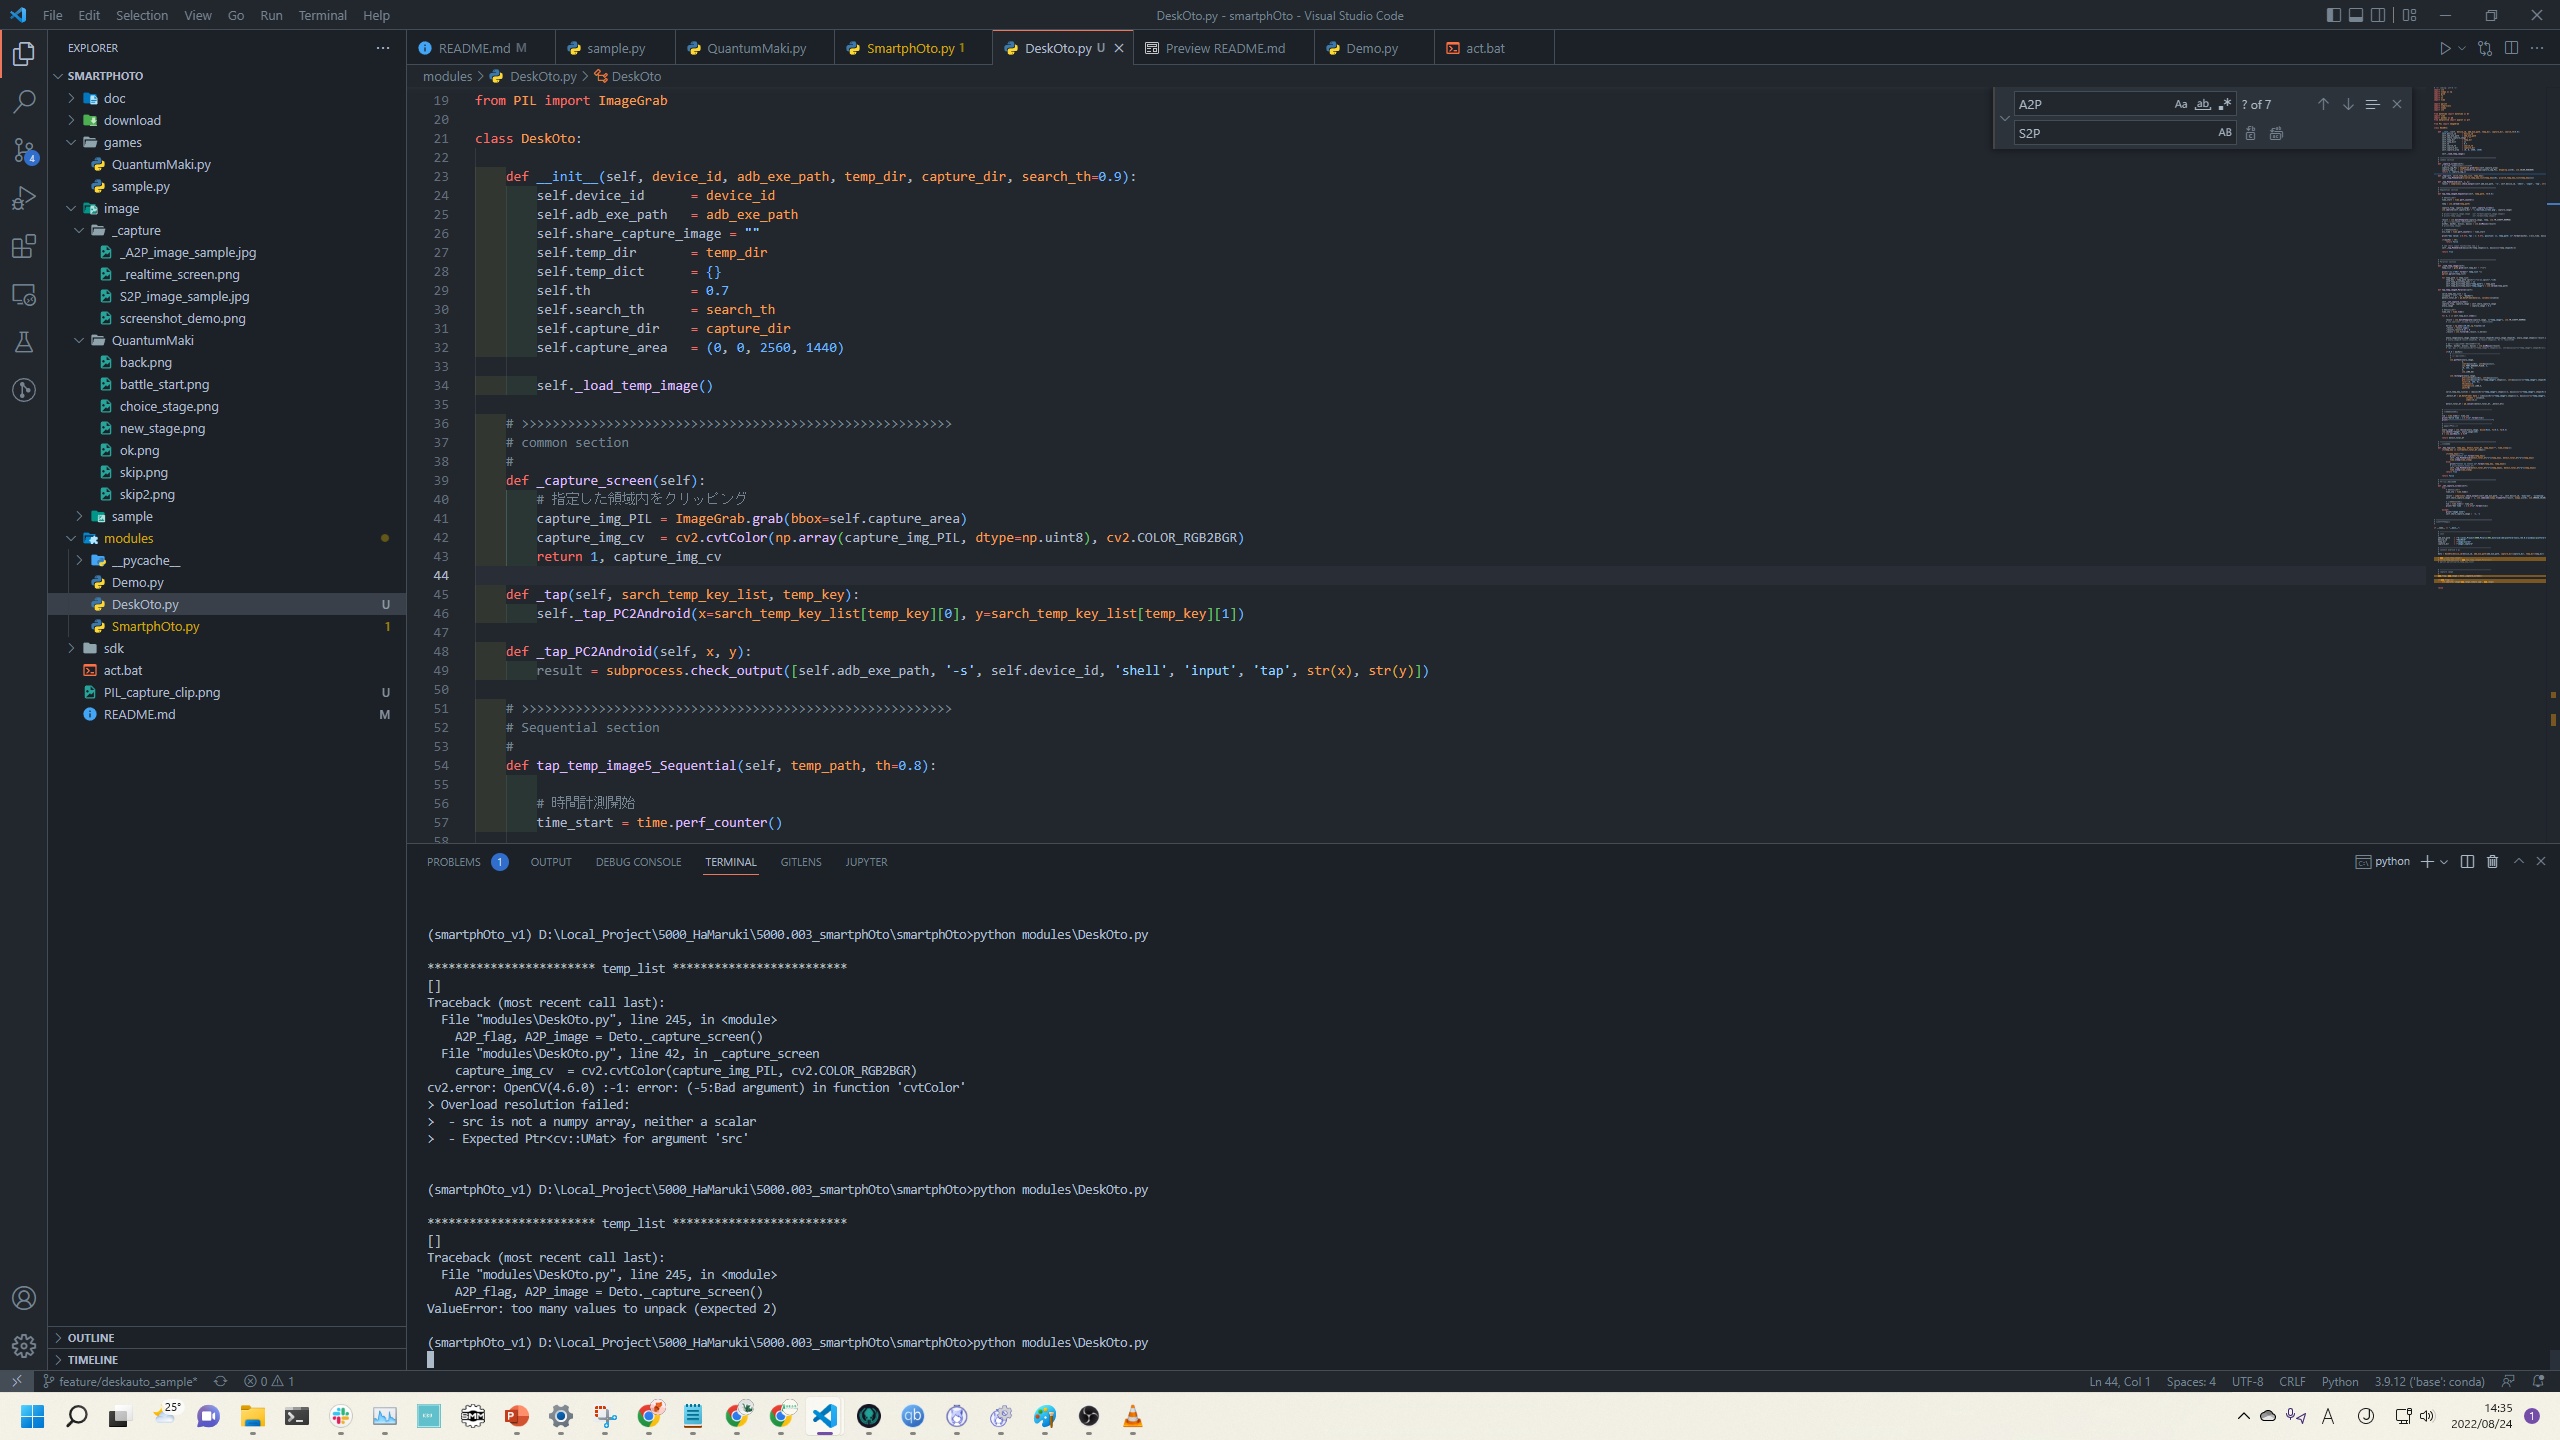 File Edit Selection View Go Run Terminal Help
DeskOto.py - smartphOto - Visual Studio Code
EXPLORER
SMARTPHOTO
doc
download
games
QuantumMaki.py
sample.py
image
_capture
_A2P_image_sample.jpg
_realtime_screen.png
S2P_image_sample.jpg
screenshot_demo.png
QuantumMaki
back.png
battle_start.png
choice_stage.png
new_stage.png
ok.png
skip.png
skip2.png
sample
modules
__pycache__
Demo.py
DeskOto.py U
SmartphOto.py 1
sdk
act.bat
PIL_capture_clip.png U
README.md M
OUTLINE
TIMELINE
4
README.md M sample.py QuantumMaki.py SmartphOto.py 1 DeskOto.py U Preview README.md Demo.py act.bat
modules > DeskOto.py > DeskOto
A2P Aa ab ? of 7
S2P AB
19 from PIL import ImageGrab
20
21 class DeskOto:
22
23 def __init__(self, device_id, adb_exe_path, temp_dir, capture_dir, search_th=0.9):
24 self.device_id = device_id
25 self.adb_exe_path = adb_exe_path
26 self.share_capture_image = ""
27 self.temp_dir = temp_dir
28 self.temp_dict = {}
29 self.th = 0.7
30 self.search_th = search_th
31 self.capture_dir = capture_dir
32 self.capture_area = (0, 0, 2560, 1440)
33
34 self._load_temp_image()
35
36 # >>>>>>>>>>>>>>>>>>>>>>>>>>>>>>>>>>>>>>>>>>>>>>>>>>>>>>>>
37 # common section
38 #
39 def _capture_screen(self):
40 # 指定した領域内をクリッピング
41 capture_img_PIL = ImageGrab.grab(bbox=self.capture_area)
42 capture_img_cv = cv2.cvtColor(np.array(capture_img_PIL, dtype=np.uint8), cv2.COLOR_RGB2BGR)
43 return 1, capture_img_cv
44
45 def _tap(self, sarch_temp_key_list, temp_key):
46 self._tap_PC2Android(x=sarch_temp_key_list[temp_key][0], y=sarch_temp_key_list[temp_key][1])
47
48 def _tap_PC2Android(self, x, y):
49 result = subprocess.check_output([self.adb_exe_path, '-s', self.device_id, 'shell', 'input', 'tap', str(x), str(y)])
50
51 # >>>>>>>>>>>>>>>>>>>>>>>>>>>>>>>>>>>>>>>>>>>>>>>>>>>>>>>>
52 # Sequential section
53 #
54 def tap_temp_image5_Sequential(self, temp_path, th=0.8):
55
56 # 時間計測開始
57 time_start = time.perf_counter()
58
PROBLEMS 1 OUTPUT DEBUG CONSOLE TERMINAL GITLENS JUPYTER
python
(smartphOto_v1) D:\Local_Project\5000_HaMaruki\5000.003_smartphOto\smartphOto>python modules\DeskOto.py
************************ temp_list *************************
[]
Traceback (most recent call last):
File "modules\DeskOto.py", line 245, in <module>
A2P_flag, A2P_image = Deto._capture_screen()
File "modules\DeskOto.py", line 42, in _capture_screen
capture_img_cv = cv2.cvtColor(capture_img_PIL, cv2.COLOR_RGB2BGR)
cv2.error: OpenCV(4.6.0) :-1: error: (-5:Bad argument) in function 'cvtColor'
> Overload resolution failed:
> - src is not a numpy array, neither a scalar
> - Expected Ptr<cv::UMat> for argument 'src'
(smartphOto_v1) D:\Local_Project\5000_HaMaruki\5000.003_smartphOto\smartphOto>python modules\DeskOto.py
************************ temp_list *************************
[]
Traceback (most recent call last):
File "modules\DeskOto.py", line 245, in <module>
A2P_flag, A2P_image = Deto._capture_screen()
ValueError: too many values to unpack (expected 2)
(smartphOto_v1) D:\Local_Project\5000_HaMaruki\5000.003_smartphOto\smartphOto>python modules\DeskOto.py
feature/deskauto_sample* 0 1
Ln 44, Col 1 Spaces: 4 UTF-8 CRLF Python 3.9.12 ('base': conda)
25°
A
14:35
2022/08/24
1